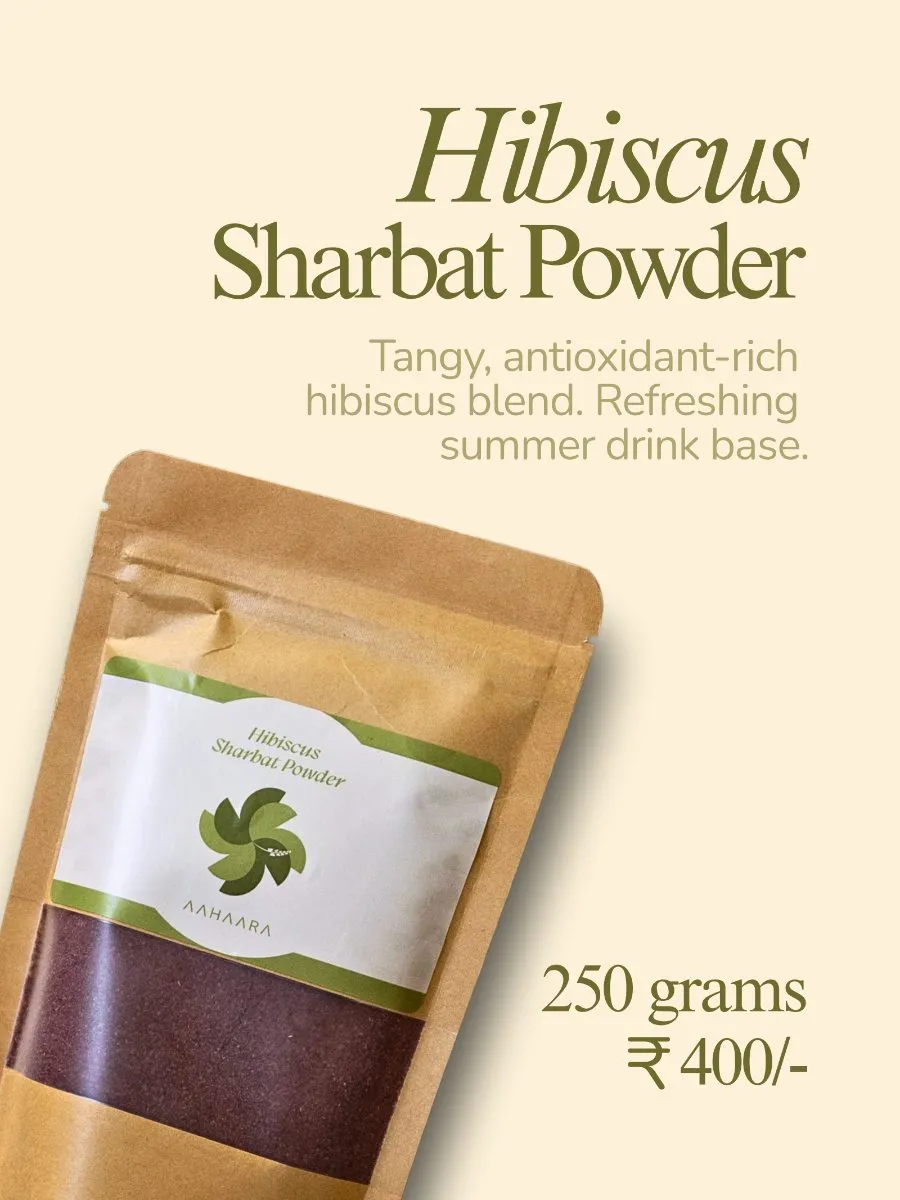 Hibiscus
Sharbat Powder
Tangy, antioxidant-rich
hibiscus blend. Refreshing
summer drink base.
Hibiscus
Sharbat Powder
AAHAARA
250 grams
₹ 400/-